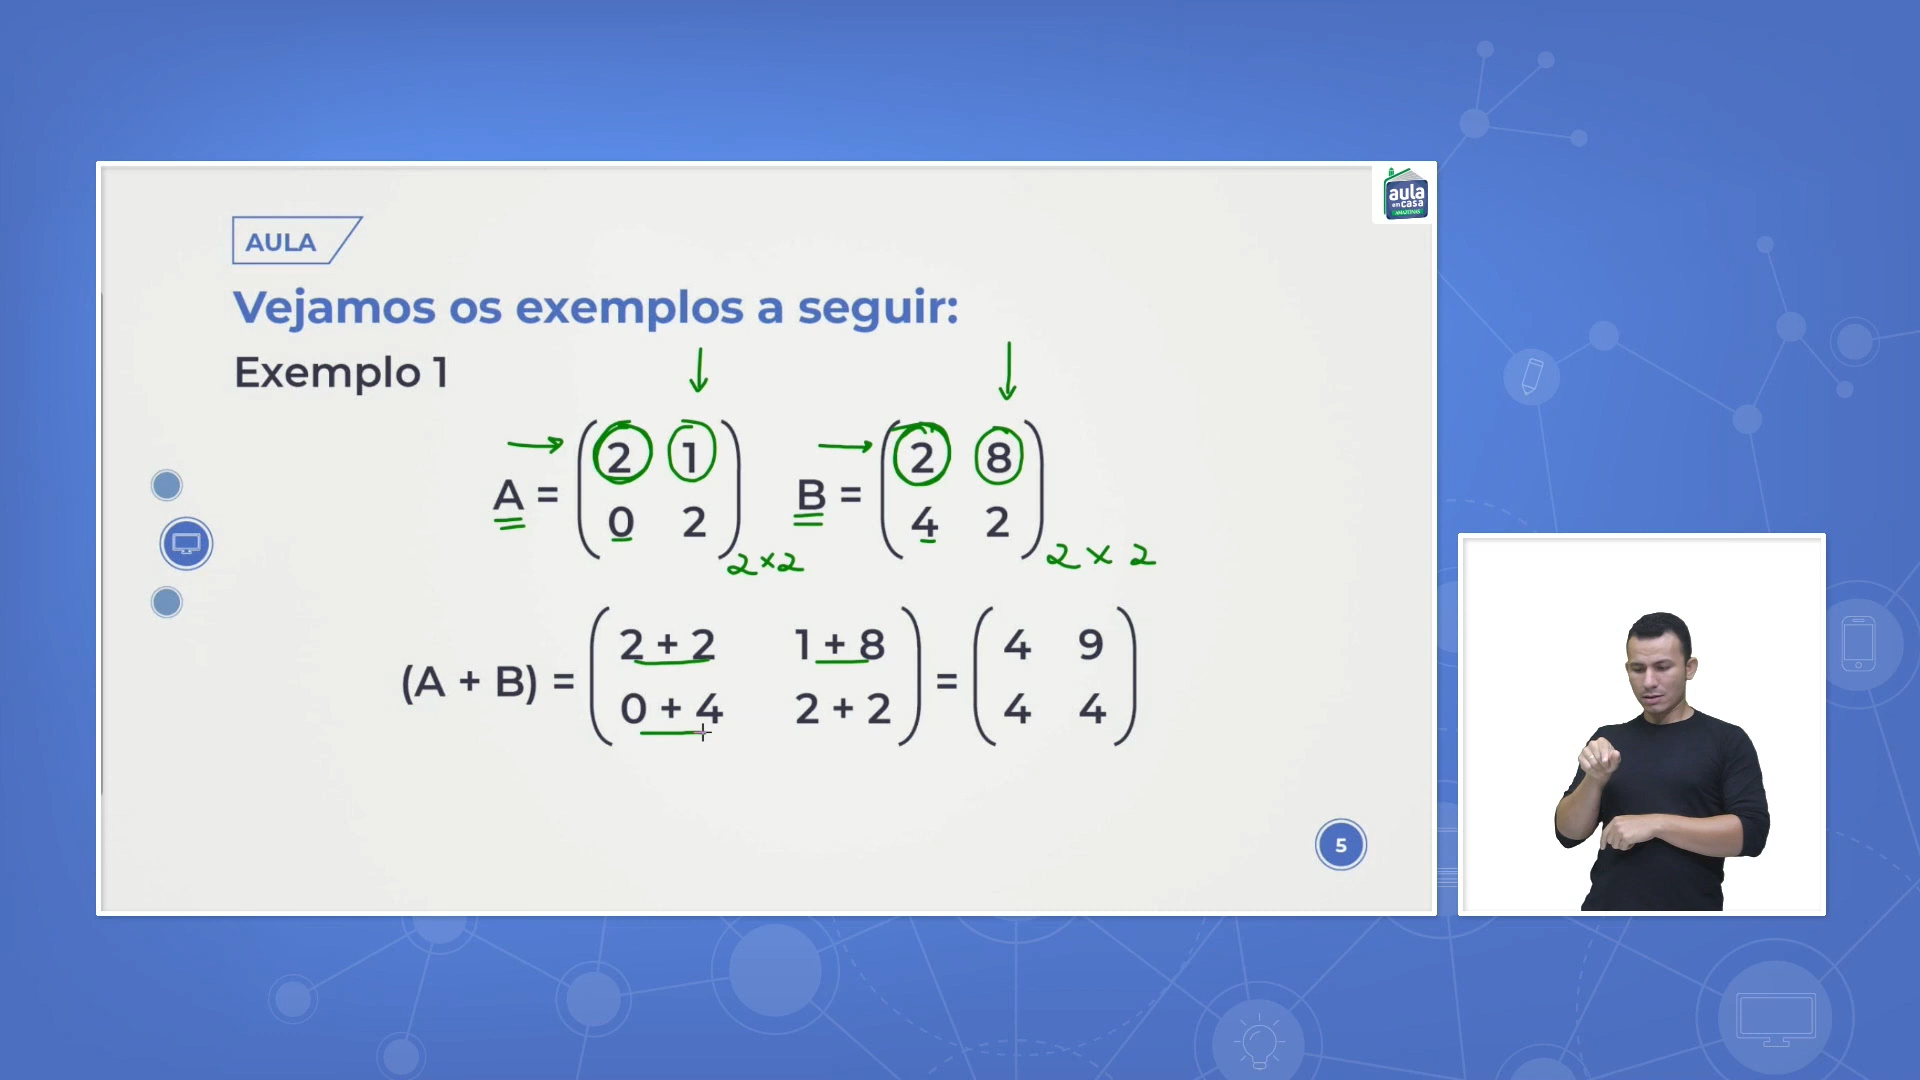 aula
em casa
AMAZONAS
AULA
Vejamos os exemplos a seguir:
Exemplo 1
A = ( 2 1 ) B = ( 2 8 )
0 2 4 2
2×2 2 × 2
(A + B) = ( 2 + 2 1 + 8 ) = ( 4 9 )
0 + 4 2 + 2 4 4
5